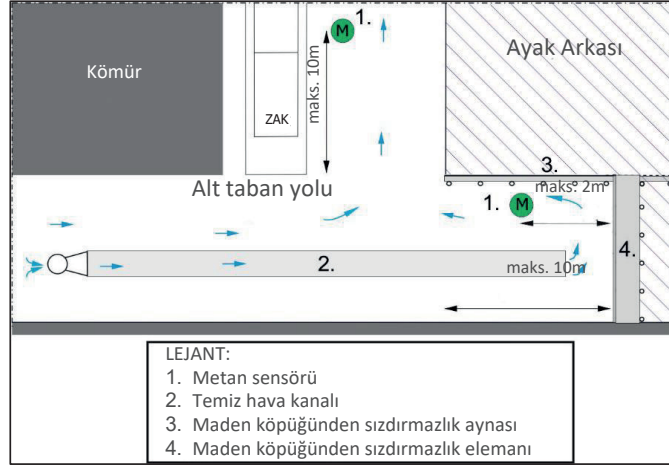 1.
M
Ayak Arkası
Kömür
maks. 10m
ZAK
3.
Alt taban yolu
maks. 2m
1.
M
4.
2.
maks. 10m
LEJANT:
1. Metan sensörü
2. Temiz hava kanalı
3. Maden köpüğünden sızdırmazlık aynası
4. Maden köpüğünden sızdırmazlık elemanı